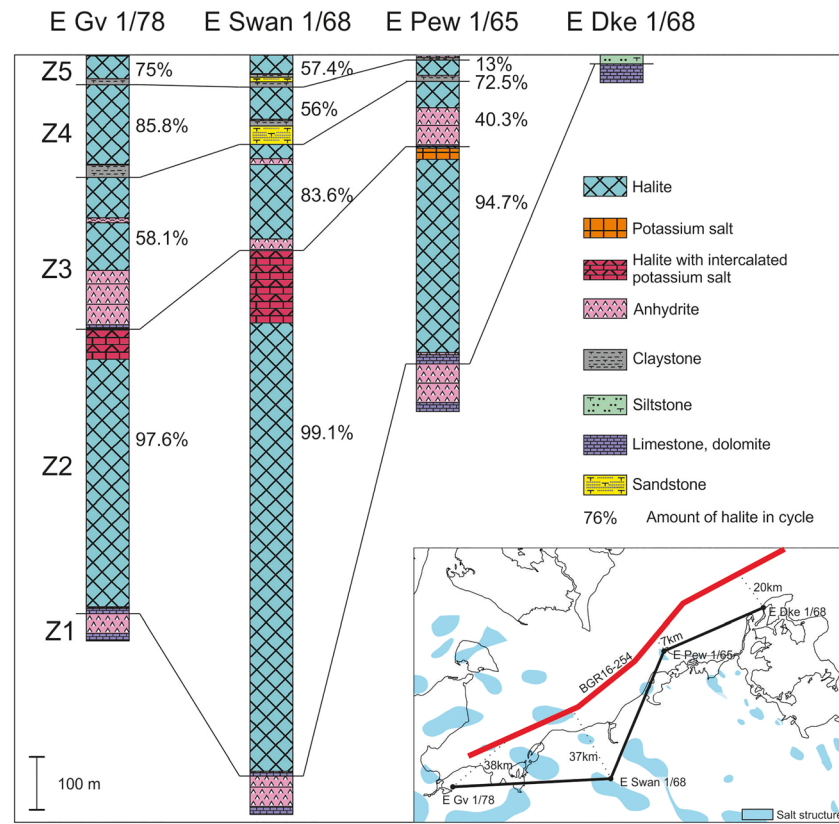 E Gv 1/78 E Swan 1/68 E Pew 1/65 E Dke 1/68
Z5 75% 57.4% 13%
72.5%
Z4 85.8% 56% 40.3%
83.6% 94.7%
Z3 58.1%
Z2 97.6% 99.1%
Z1
100 m
Halite
Potassium salt
Halite with intercalated
potassium salt
Anhydrite
Claystone
Siltstone
Limestone, dolomite
Sandstone
76% Amount of halite in cycle
20km
E Dke 1/68
7km
E Pew 1/65
BGR16-254
38km
37km
E Swan 1/68
E Gv 1/78
Salt structure